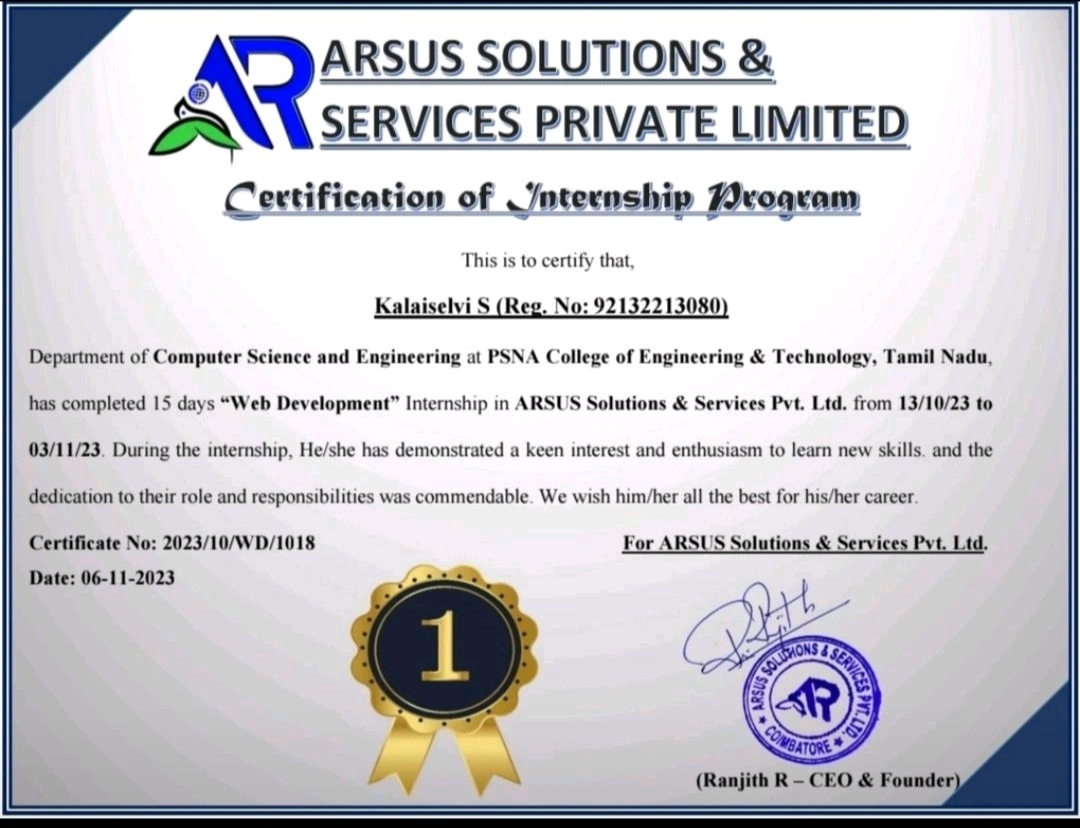 AR ARSUS SOLUTIONS &
SERVICES PRIVATE LIMITED
Certification of Internship Program
This is to certify that,
Kalaiselvi S (Reg. No: 92132213080)
Department of Computer Science and Engineering at PSNA College of Engineering & Technology, Tamil Nadu,
has completed 15 days “Web Development” Internship in ARSUS Solutions & Services Pvt. Ltd. from 13/10/23 to
03/11/23. During the internship, He/she has demonstrated a keen interest and enthusiasm to learn new skills. and the
dedication to their role and responsibilities was commendable. We wish him/her all the best for his/her career.
Certificate No: 2023/10/WD/1018
For ARSUS Solutions & Services Pvt. Ltd.
Date: 06-11-2023
1
ARSUS SOLUTIONS & SERVICES PVT. LTD.
AR
★ COIMBATORE ★
(Ranjith R – CEO & Founder)